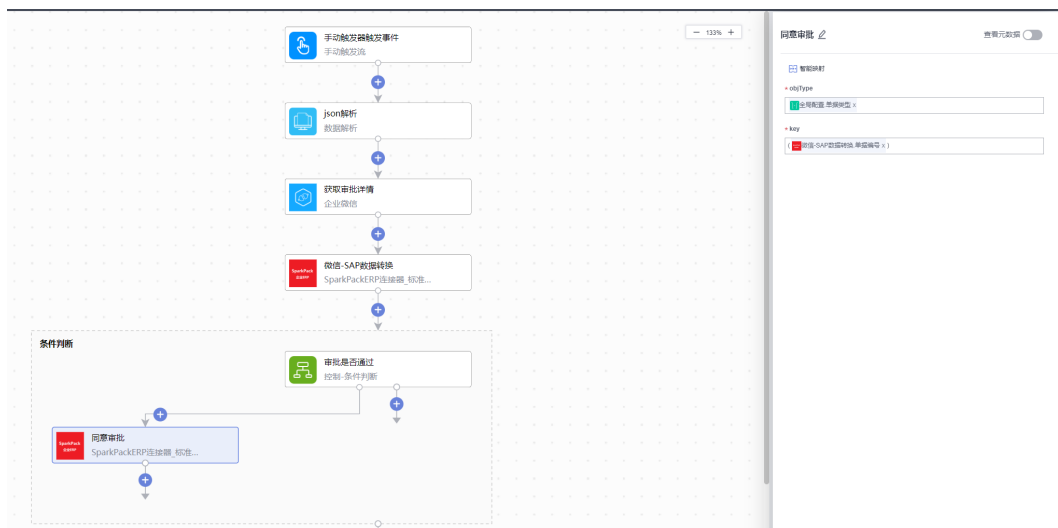 手动触发器触发事件
手动触发流
json解析
数据解析
获取审批详情
企业微信
SparkPack
微信-SAP数据转换
SparkPackERP连接器_标准...
条件判断
审批是否通过
控制-条件判断
SparkPack
同意审批
SparkPackERP连接器_标准...
133%
同意审批
查看元数据
智能映射
* objType
全局配置.单据类型 x
* key
( 微信-SAP数据转换.单据编号 x )